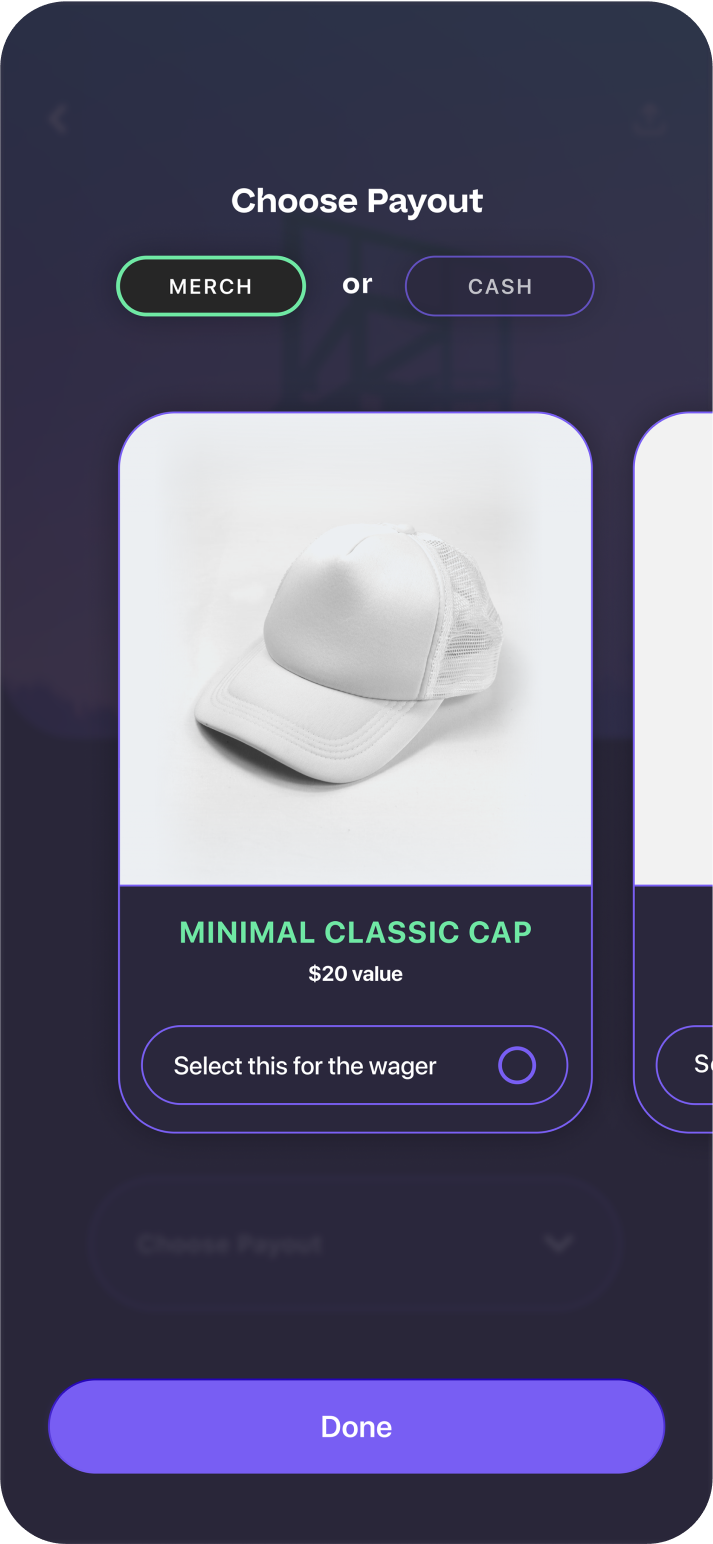 Choose Payout
MERCH or CASH
MINIMAL CLASSIC CAP
$20 value
Select this for the wager
Choose Payout
Done